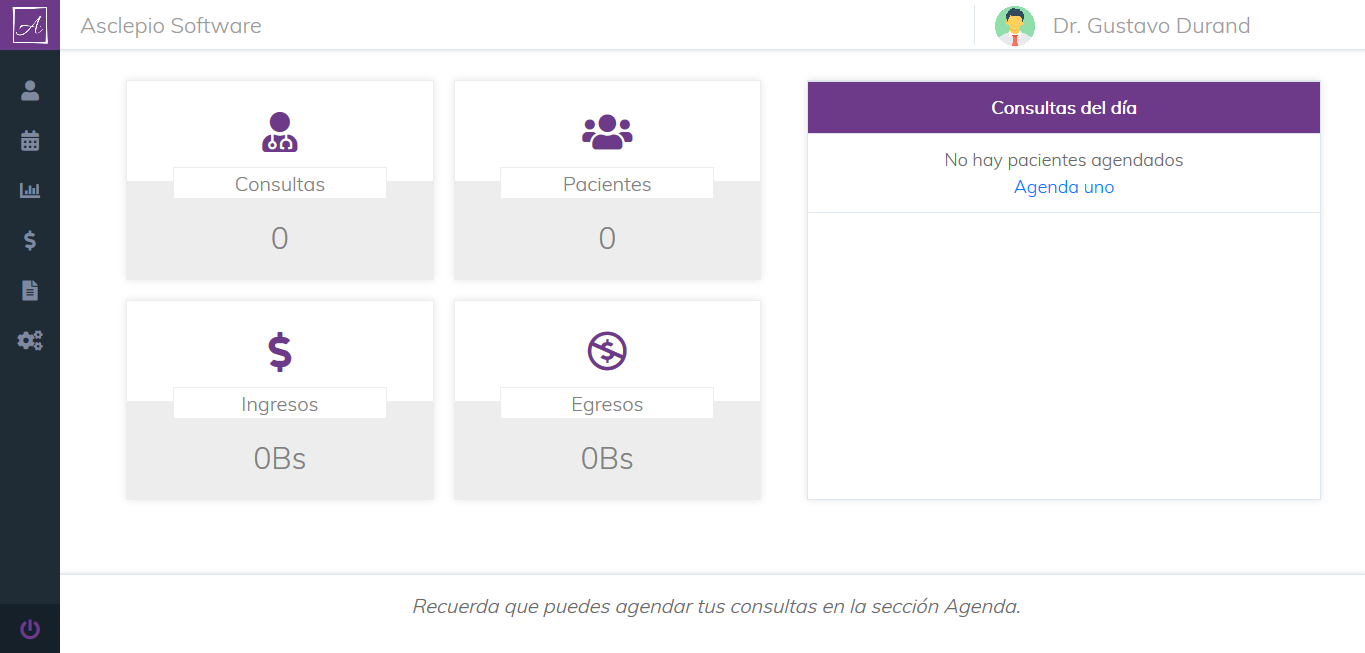 A
Asclepio Software
Dr. Gustavo Durand
Consultas
0
Pacientes
0
Ingresos
0Bs
Egresos
0Bs
Consultas del día
No hay pacientes agendados
Agenda uno
Recuerda que puedes agendar tus consultas en la sección Agenda.